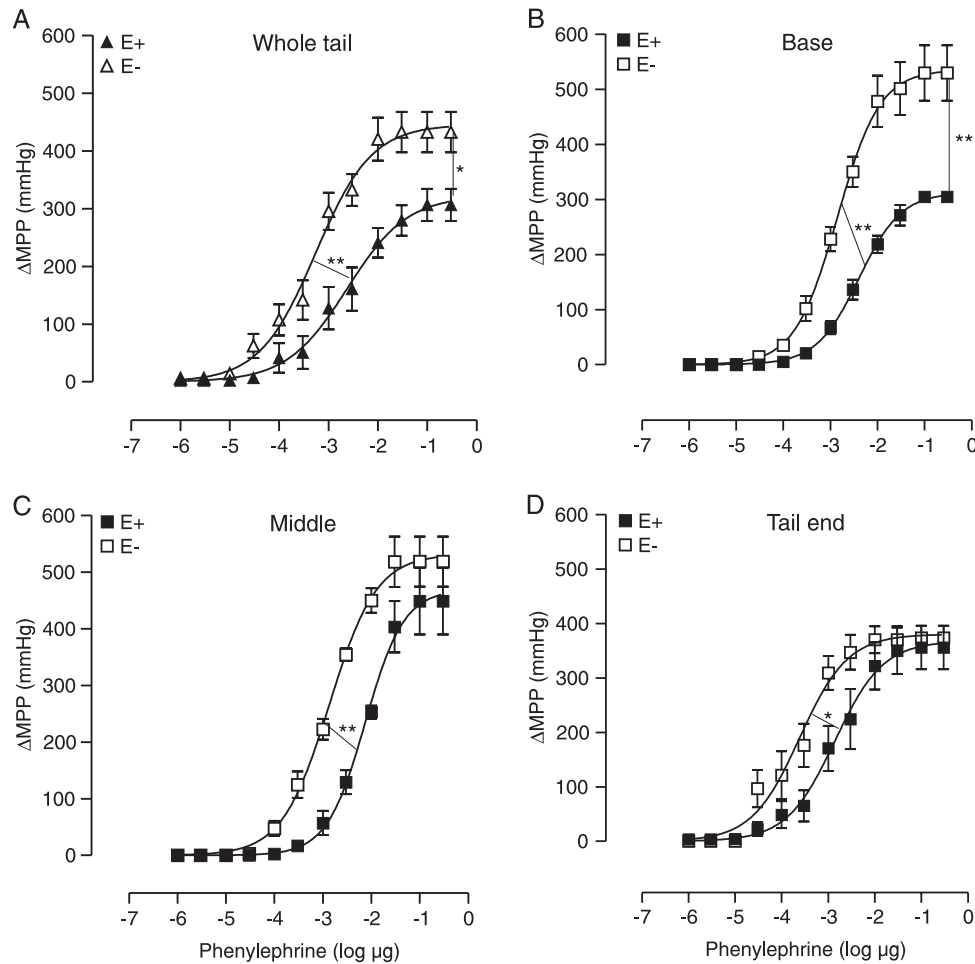 A
Whole tail
▲ E+
△ E-
ΔMPP (mmHg)
600
500
400
300
200
100
0
*
**
-7 -6 -5 -4 -3 -2 -1 0
B
Base
■ E+
□ E-
ΔMPP (mmHg)
600
500
400
300
200
100
0
**
**
-7 -6 -5 -4 -3 -2 -1 0
C
Middle
■ E+
□ E-
ΔMPP (mmHg)
600
500
400
300
200
100
0
**
-7 -6 -5 -4 -3 -2 -1 0
Phenylephrine (log μg)
D
Tail end
■ E+
□ E-
ΔMPP (mmHg)
600
500
400
300
200
100
0
*
-7 -6 -5 -4 -3 -2 -1 0
Phenylephrine (log μg)